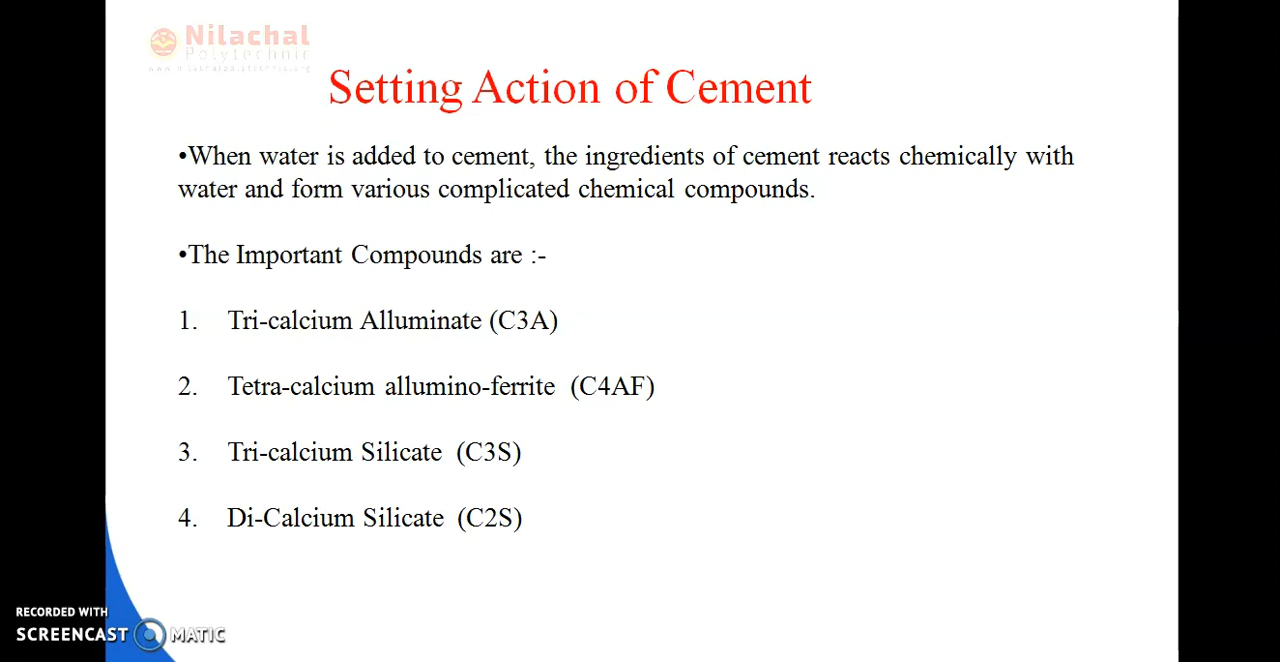 Nilachal
Polytechnic
Setting Action of Cement
•When water is added to cement, the ingredients of cement reacts chemically with
water and form various complicated chemical compounds.
•The Important Compounds are :-
1. Tri-calcium Alluminate (C3A)
2. Tetra-calcium allumino-ferrite (C4AF)
3. Tri-calcium Silicate (C3S)
4. Di-Calcium Silicate (C2S)
RECORDED WITH
SCREENCAST MATIC